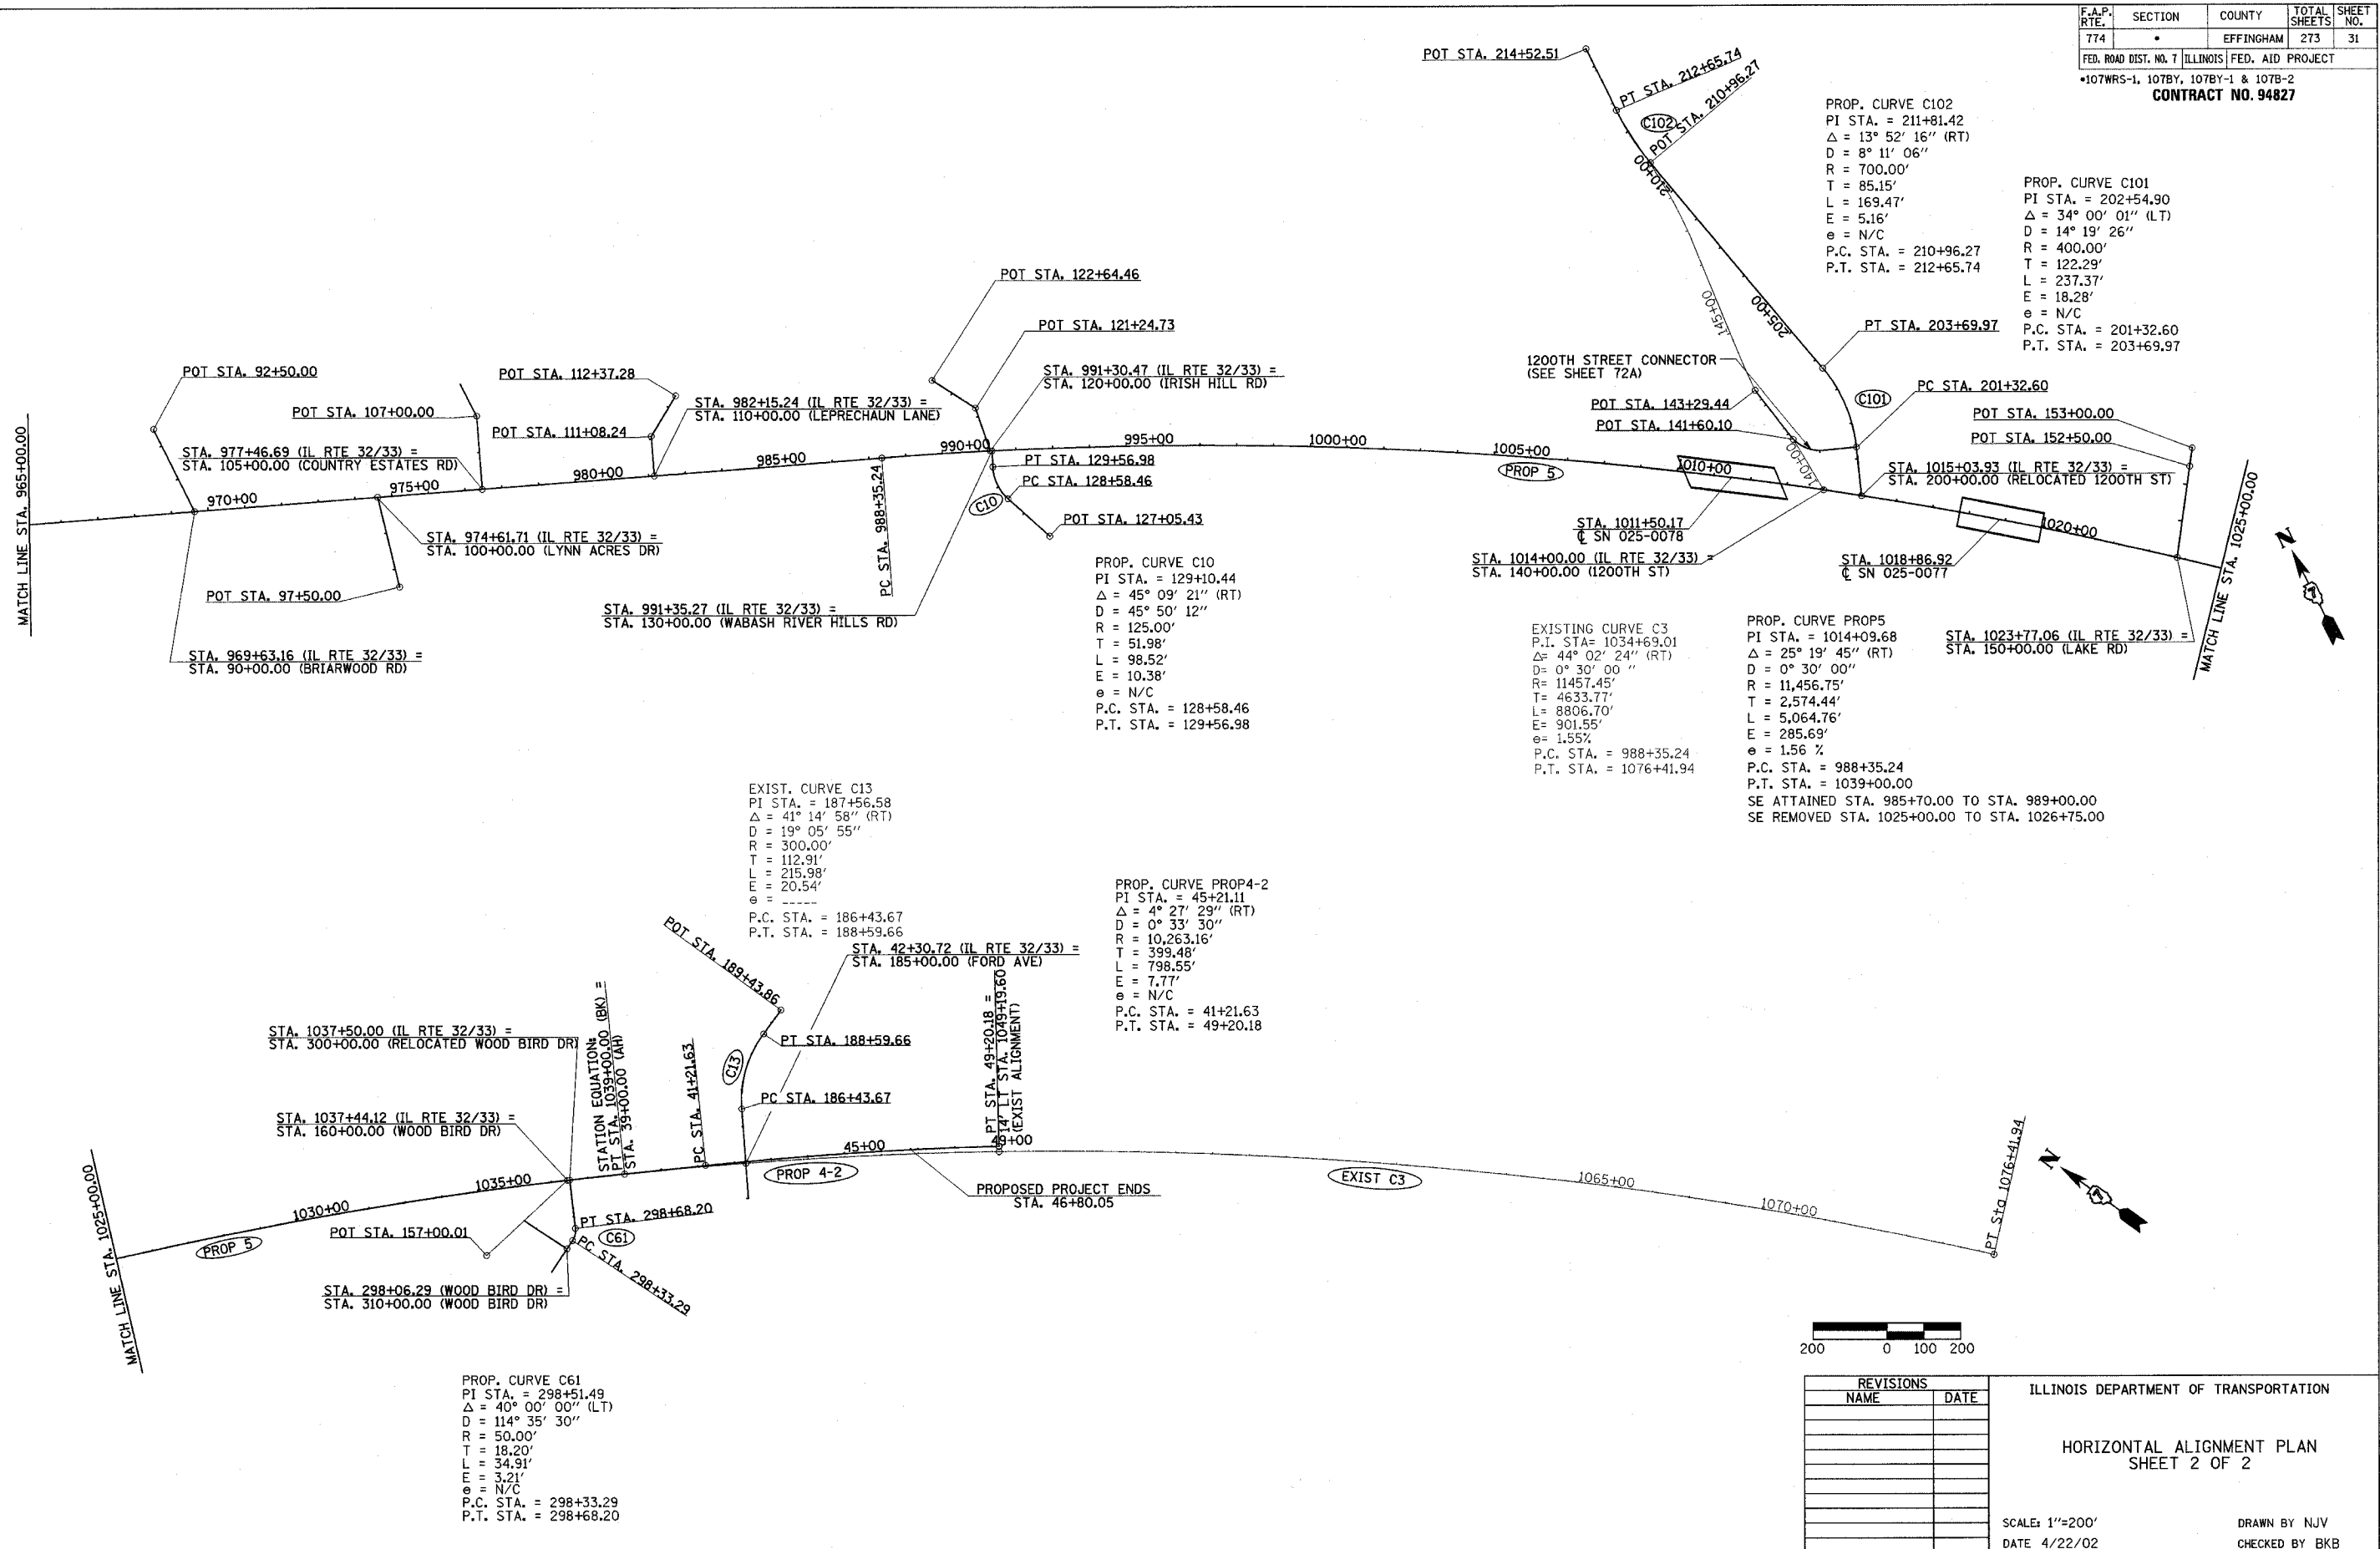 F.A.P. RTE. SECTION COUNTY TOTAL SHEETS SHEET NO.
774 • EFFINGHAM 273 31
FED. ROAD DIST. NO. 7 ILLINOIS FED. AID PROJECT
•107WRS-1, 107BY, 107BY-1 & 107B-2
CONTRACT NO. 94827
POT STA. 214+52.51
PT STA. 212+65.74
POT STA. 210+96.27
C102
210+00
PROP. CURVE C102
PI STA. = 211+81.42
Δ = 13° 52' 16" (RT)
D = 8° 11' 06"
R = 700.00'
T = 85.15'
L = 169.47'
E = 5.16'
e = N/C
P.C. STA. = 210+96.27
P.T. STA. = 212+65.74
PROP. CURVE C101
PI STA. = 202+54.90
Δ = 34° 00' 01" (LT)
D = 14° 19' 26"
R = 400.00'
T = 122.29'
L = 237.37'
E = 18.28'
e = N/C
P.C. STA. = 201+32.60
P.T. STA. = 203+69.97
145+00
205+00
PT STA. 203+69.97
1200TH STREET CONNECTOR
(SEE SHEET 72A)
PC STA. 201+32.60
C101
POT STA. 143+29.44
POT STA. 141+60.10
140+00
POT STA. 153+00.00
POT STA. 152+50.00
STA. 1015+03.93 (IL RTE 32/33) =
STA. 200+00.00 (RELOCATED 1200TH ST)
POT STA. 122+64.46
POT STA. 121+24.73
STA. 991+30.47 (IL RTE 32/33) =
STA. 120+00.00 (IRISH HILL RD)
POT STA. 92+50.00
POT STA. 107+00.00
POT STA. 112+37.28
POT STA. 111+08.24
STA. 982+15.24 (IL RTE 32/33) =
STA. 110+00.00 (LEPRECHAUN LANE)
STA. 977+46.69 (IL RTE 32/33) =
STA. 105+00.00 (COUNTRY ESTATES RD)
MATCH LINE STA. 965+00.00
970+00
975+00
980+00
985+00
990+00
995+00
1000+00
1005+00
PROP 5
1010+00
1020+00
PT STA. 129+56.98
PC STA. 128+58.46
C10
POT STA. 127+05.43
PC STA. 988+35.24
STA. 974+61.71 (IL RTE 32/33) =
STA. 100+00.00 (LYNN ACRES DR)
POT STA. 97+50.00
STA. 991+35.27 (IL RTE 32/33) =
STA. 130+00.00 (WABASH RIVER HILLS RD)
STA. 969+63.16 (IL RTE 32/33) =
STA. 90+00.00 (BRIARWOOD RD)
STA. 1011+50.17
℄ SN 025-0078
STA. 1014+00.00 (IL RTE 32/33) =
STA. 140+00.00 (1200TH ST)
STA. 1018+86.92
℄ SN 025-0077
STA. 1023+77.06 (IL RTE 32/33) =
STA. 150+00.00 (LAKE RD)
MATCH LINE STA. 1025+00.00
N
7
PROP. CURVE C10
PI STA. = 129+10.44
Δ = 45° 09' 21" (RT)
D = 45° 50' 12"
R = 125.00'
T = 51.98'
L = 98.52'
E = 10.38'
e = N/C
P.C. STA. = 128+58.46
P.T. STA. = 129+56.98
EXISTING CURVE C3
P.I. STA= 1034+69.01
Δ= 44° 02' 24" (RT)
D= 0° 30' 00 "
R= 11457.45'
T= 4633.77'
L= 8806.70'
E= 901.55'
e= 1.55%
P.C. STA. = 988+35.24
P.T. STA. = 1076+41.94
PROP. CURVE PROP5
PI STA. = 1014+09.68
Δ = 25° 19' 45" (RT)
D = 0° 30' 00"
R = 11,456.75'
T = 2,574.44'
L = 5,064.76'
E = 285.69'
e = 1.56 %
P.C. STA. = 988+35.24
P.T. STA. = 1039+00.00
SE ATTAINED STA. 985+70.00 TO STA. 989+00.00
SE REMOVED STA. 1025+00.00 TO STA. 1026+75.00
EXIST. CURVE C13
PI STA. = 187+56.58
Δ = 41° 14' 58" (RT)
D = 19° 05' 55"
R = 300.00'
T = 112.91'
L = 215.98'
E = 20.54'
e = -----
P.C. STA. = 186+43.67
P.T. STA. = 188+59.66
PROP. CURVE PROP4-2
PI STA. = 45+21.11
Δ = 4° 27' 29" (RT)
D = 0° 33' 30"
R = 10,263.16'
T = 399.48'
L = 798.55'
E = 7.77'
e = N/C
P.C. STA. = 41+21.63
P.T. STA. = 49+20.18
POT STA. 189+43.86
STA. 42+30.72 (IL RTE 32/33) =
STA. 185+00.00 (FORD AVE)
PT STA. 188+59.66
C13
PC STA. 186+43.67
STA. 1037+50.00 (IL RTE 32/33) =
STA. 300+00.00 (RELOCATED WOOD BIRD DR)
STATION EQUATION:
PT STA. 1039+00.00 (BK) =
STA. 39+00.00 (AH)
PC STA. 41+21.63
PT STA. 49+20.18 =
14' LT STA. 1049+19.60
(EXIST ALIGNMENT)
STA. 1037+44.12 (IL RTE 32/33) =
STA. 160+00.00 (WOOD BIRD DR)
MATCH LINE STA. 1025+00.00
PROP 5
1030+00
1035+00
45+00
49+00
PROP 4-2
EXIST C3
1065+00
1070+00
PT Sta 1076+41.94
N
7
PROPOSED PROJECT ENDS
STA. 46+80.05
POT STA. 157+00.01
PT STA. 298+68.20
C61
PC STA. 298+33.29
STA. 298+06.29 (WOOD BIRD DR) =
STA. 310+00.00 (WOOD BIRD DR)
PROP. CURVE C61
PI STA. = 298+51.49
Δ = 40° 00' 00" (LT)
D = 114° 35' 30"
R = 50.00'
T = 18.20'
L = 34.91'
E = 3.21'
e = N/C
P.C. STA. = 298+33.29
P.T. STA. = 298+68.20
200 0 100 200
REVISIONS
NAME DATE
ILLINOIS DEPARTMENT OF TRANSPORTATION
HORIZONTAL ALIGNMENT PLAN
SHEET 2 OF 2
SCALE: 1"=200' DRAWN BY NJV
DATE 4/22/02 CHECKED BY BKB